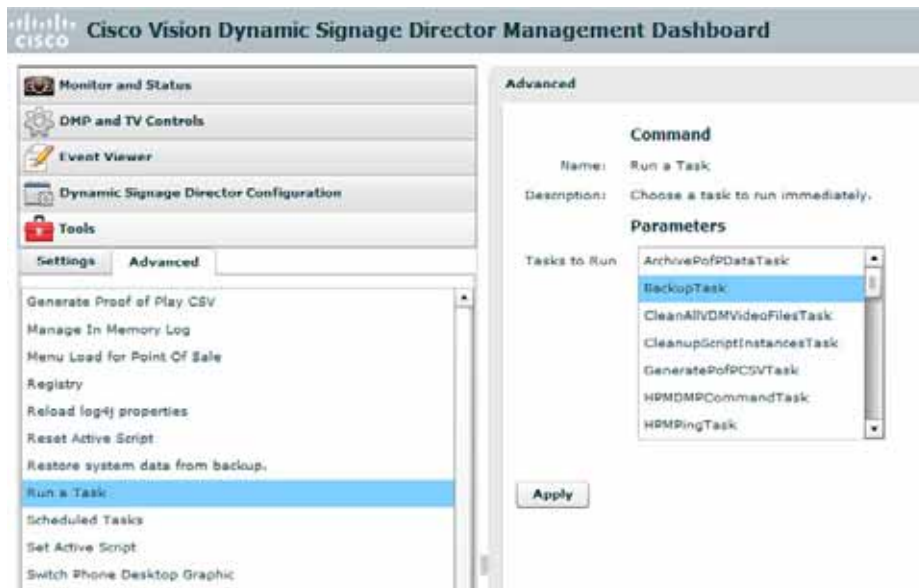 CISCO
Cisco Vision Dynamic Signage Director Management Dashboard
Monitor and Status
DMP and TV Controls
Event Viewer
Dynamic Signage Director Configuration
Tools
Settings Advanced
Generate Proof of Play CSV
Manage In Memory Log
Menu Load for Point Of Sale
Registry
Reload log4j properties
Reset Active Script
Restore system data from backup.
Run a Task
Scheduled Tasks
Set Active Script
Switch Phone Desktop Graphic
Advanced
Command
Name: Run a Task
Description: Choose a task to run immediately.
Parameters
Tasks to Run
ArchivePofPDataTask
BackupTask
CleanAllVDMVideoFilesTask
CleanupScriptInstancesTask
GeneratePofPCSVTask
HPMDMPCommandTask
HPMPingTask
Apply